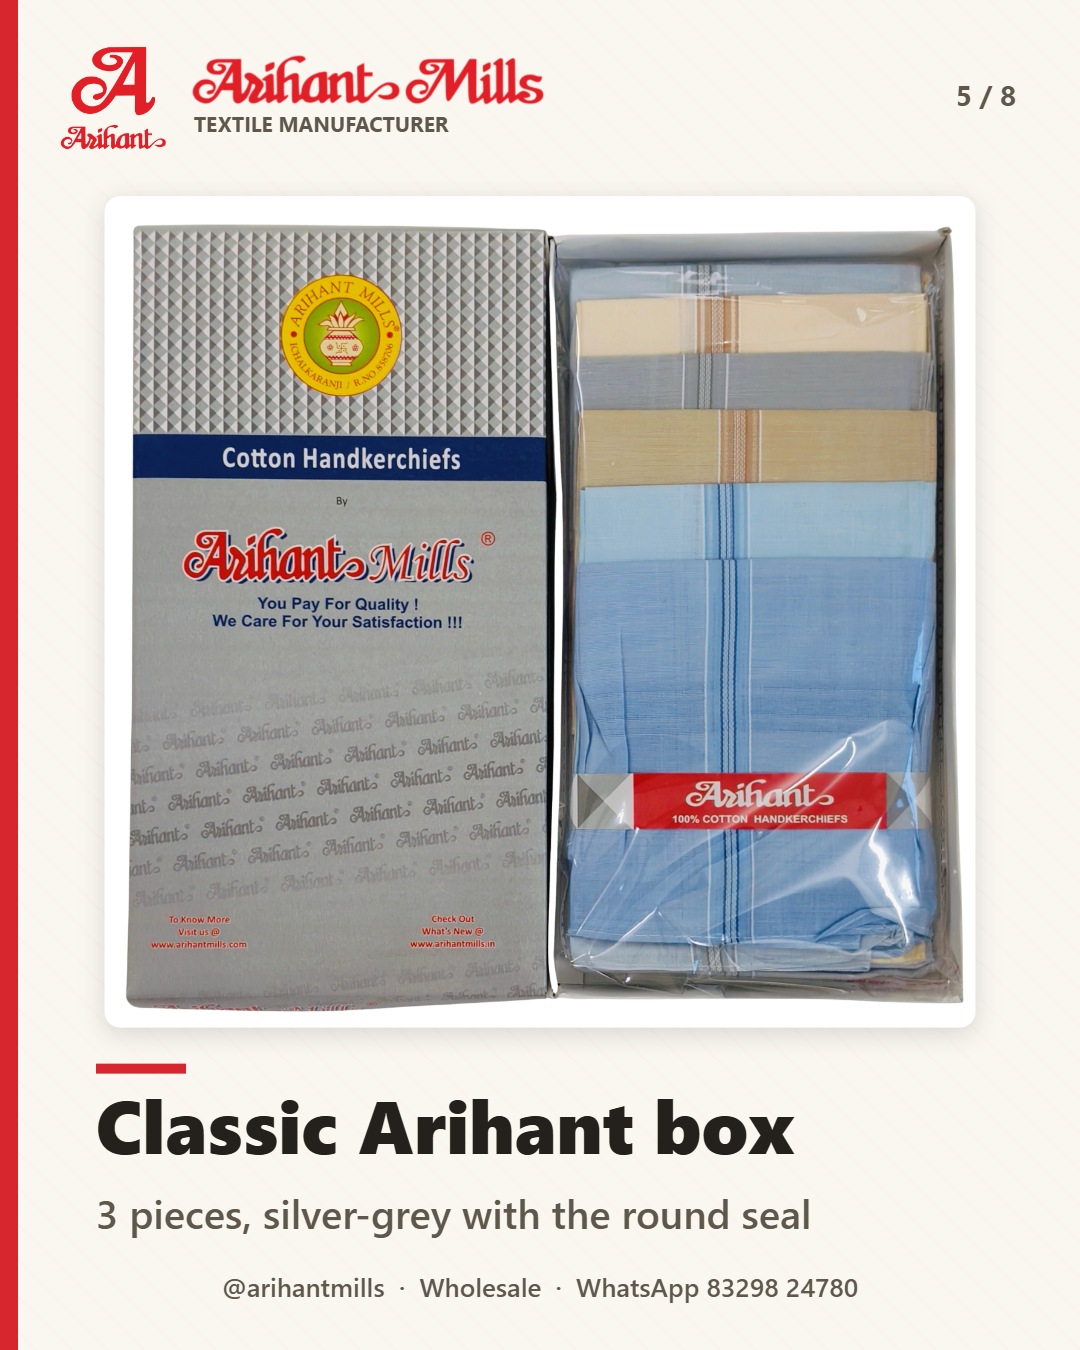 A
Arihant
Arihant Mills
TEXTILE MANUFACTURER
5 / 8
ARIHANT MILLS®
ICHALKARANJI / R.NO 858706
Cotton Handkerchiefs
By
Arihant Mills ®
You Pay For Quality !
We Care For Your Satisfaction !!!
To Know More
Visit us @
www.arihantmills.com
Check Out
What's New @
www.arihantmills.in
Arihant
100% COTTON HANDKERCHIEFS
Classic Arihant box
3 pieces, silver-grey with the round seal
@arihantmills · Wholesale · WhatsApp 83298 24780